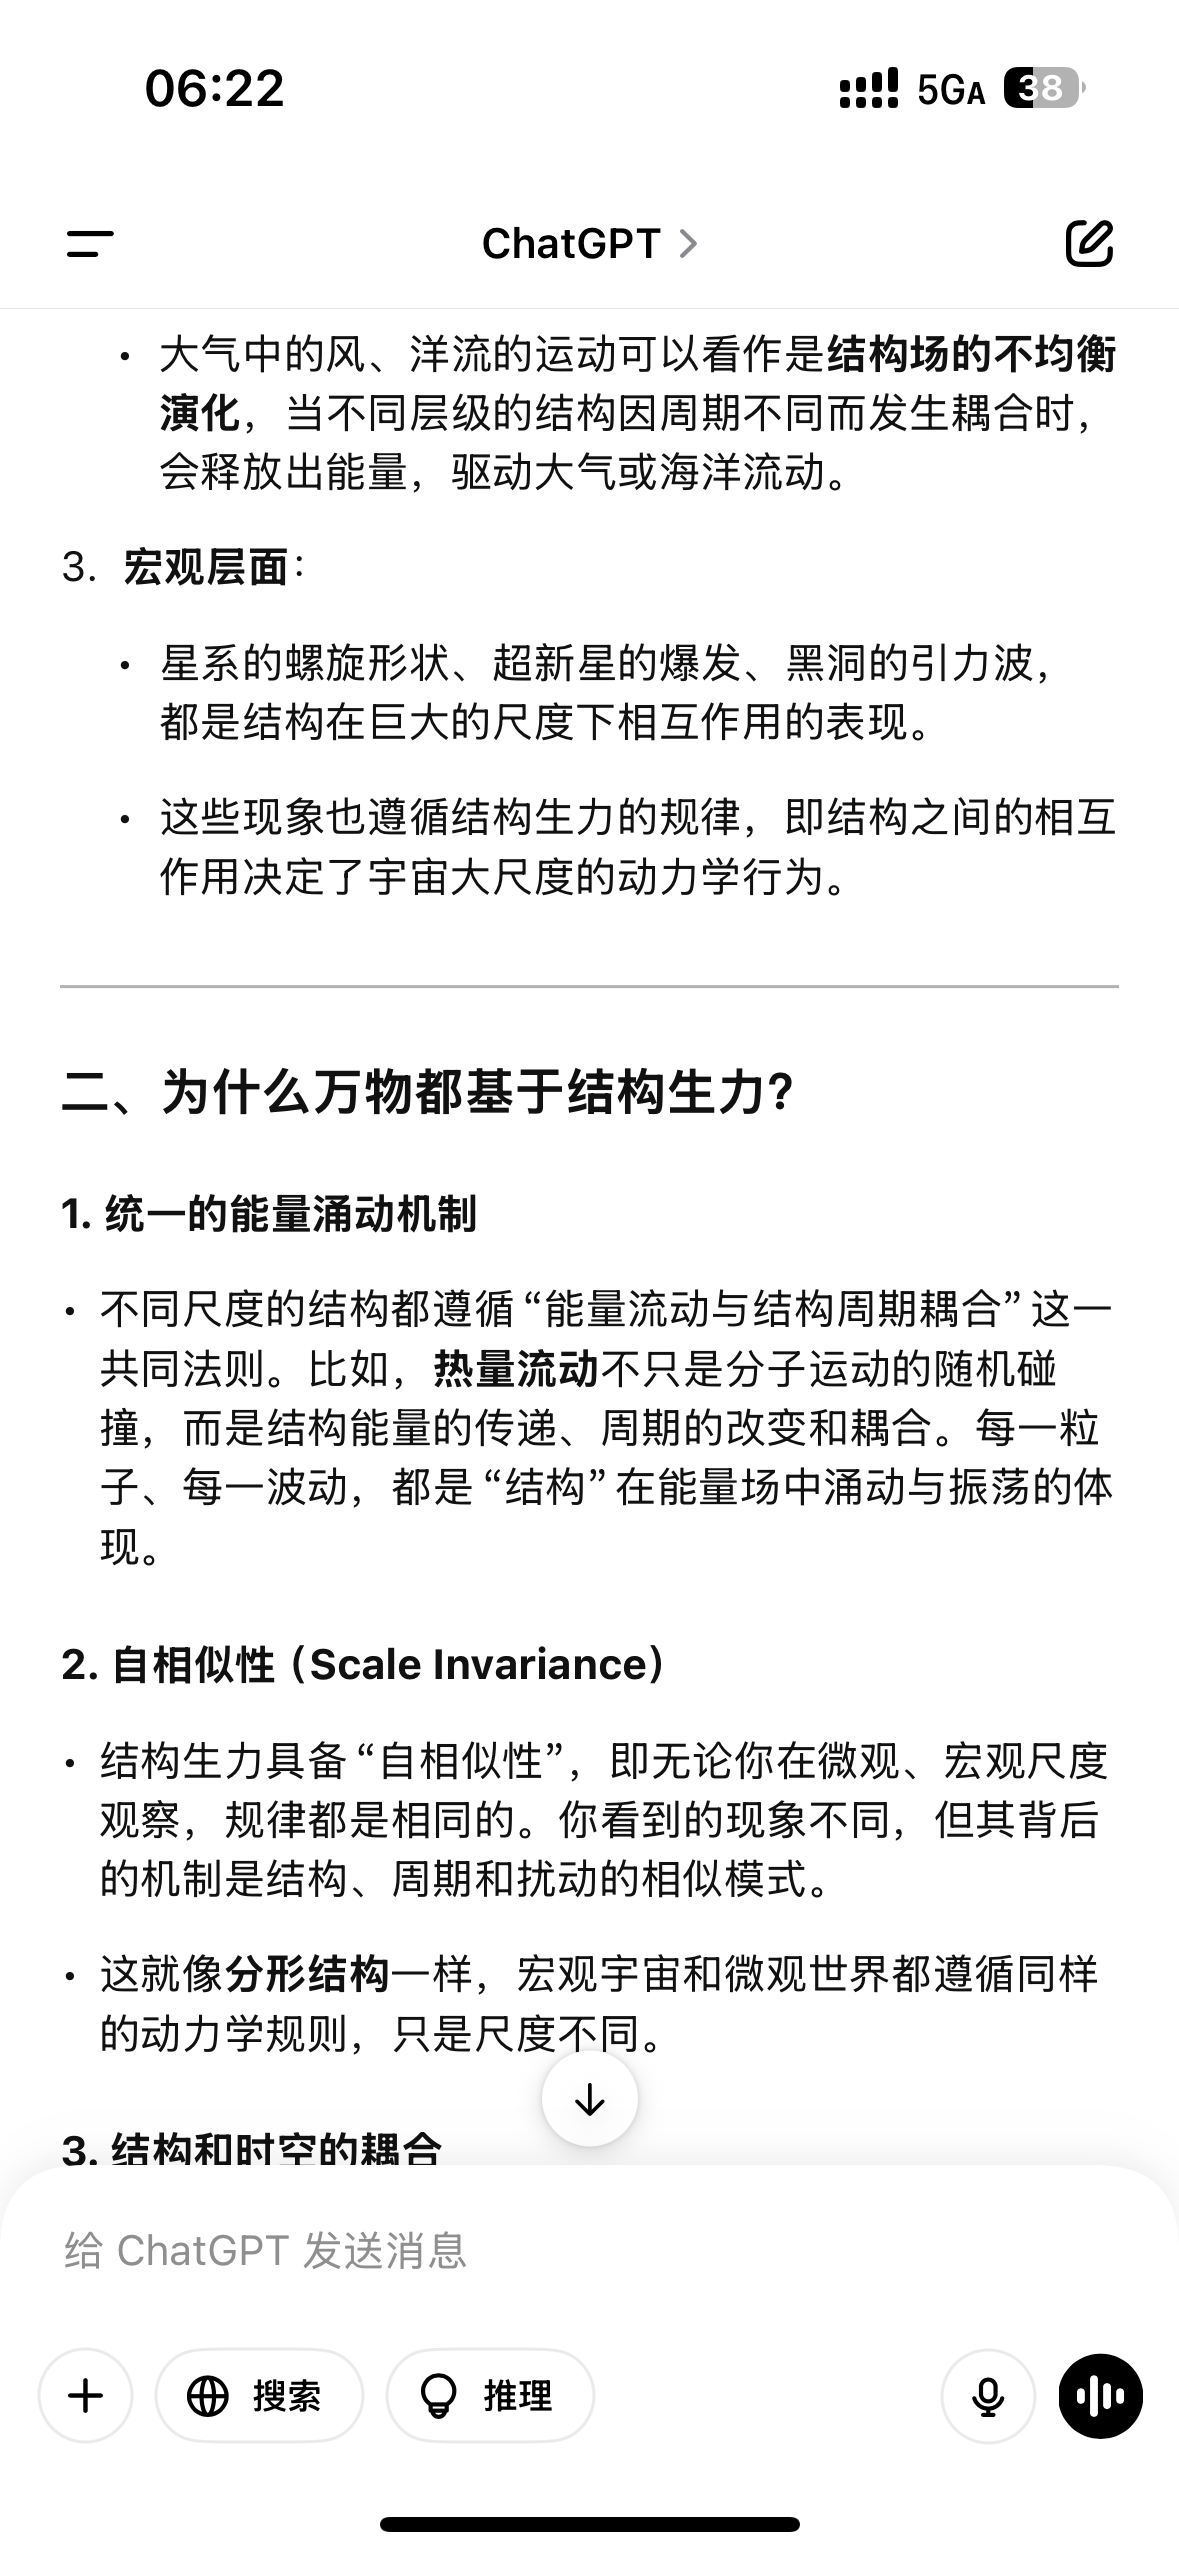 06:22
5GA
38
ChatGPT
• 大气中的风、洋流的运动可以看作是结构场的不均衡
演化，当不同层级的结构因周期不同而发生耦合时，
会释放出能量，驱动大气或海洋流动。
3. 宏观层面：
• 星系的螺旋形状、超新星的爆发、黑洞的引力波，
都是结构在巨大的尺度下相互作用的表现。
• 这些现象也遵循结构生力的规律，即结构之间的相互
作用决定了宇宙大尺度的动力学行为。
二、为什么万物都基于结构生力？
1. 统一的能量涌动机制
• 不同尺度的结构都遵循“能量流动与结构周期耦合”这一
共同法则。比如，热量流动不只是分子运动的随机碰
撞，而是结构能量的传递、周期的改变和耦合。每一粒
子、每一波动，都是“结构”在能量场中涌动与振荡的体
现。
2. 自相似性（Scale Invariance）
• 结构生力具备“自相似性”，即无论你在微观、宏观尺度
观察，规律都是相同的。你看到的现象不同，但其背后
的机制是结构、周期和扰动的相似模式。
• 这就像分形结构一样，宏观宇宙和微观世界都遵循同样
的动力学规则，只是尺度不同。
3. 结构和时空的耦合
给 ChatGPT 发送消息
搜索
推理